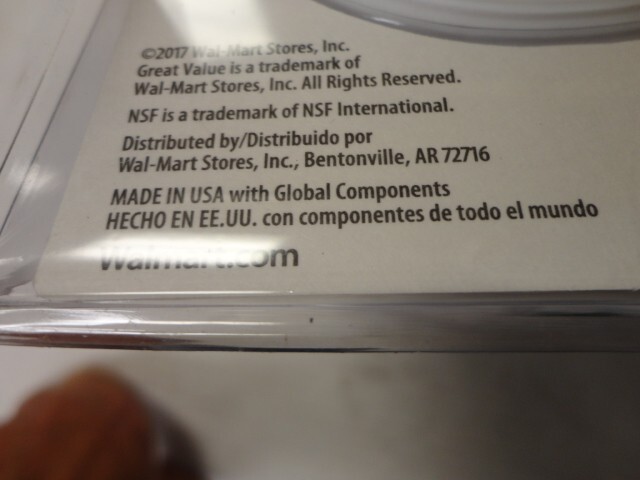 ©2017 Wal-Mart Stores, Inc.
Great Value is a trademark of
Wal-Mart Stores, Inc. All Rights Reserved.
NSF is a trademark of NSF International.
Distributed by/Distribuido por
Wal-Mart Stores, Inc., Bentonville, AR 72716
MADE IN USA with Global Components
HECHO EN EE.UU. con componentes de todo el mundo
Walmart.com